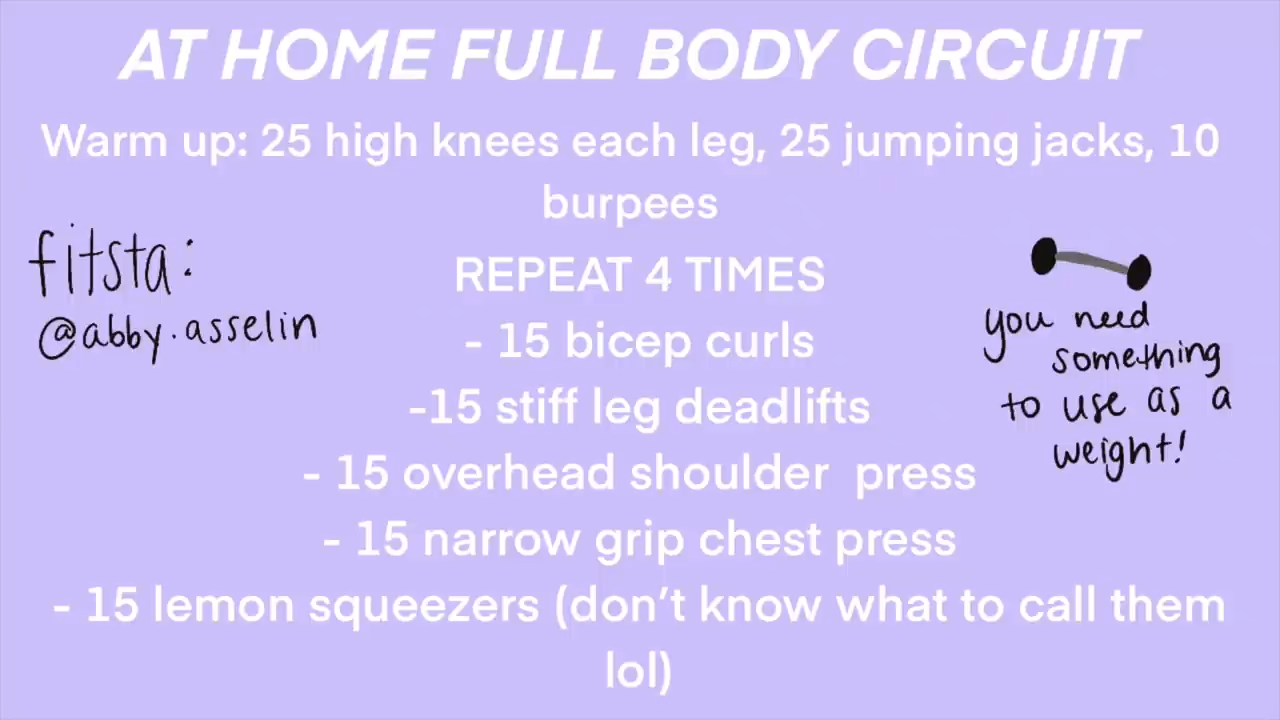 AT HOME FULL BODY CIRCUIT
Warm up: 25 high knees each leg, 25 jumping jacks, 10
burpees
fitsta:
@abby.asselin
REPEAT 4 TIMES
- 15 bicep curls
-15 stiff leg deadlifts
- 15 overhead shoulder  press
- 15 narrow grip chest press
- 15 lemon squeezers (don't know what to call them
lol)
you need
something
to use as a
weight!